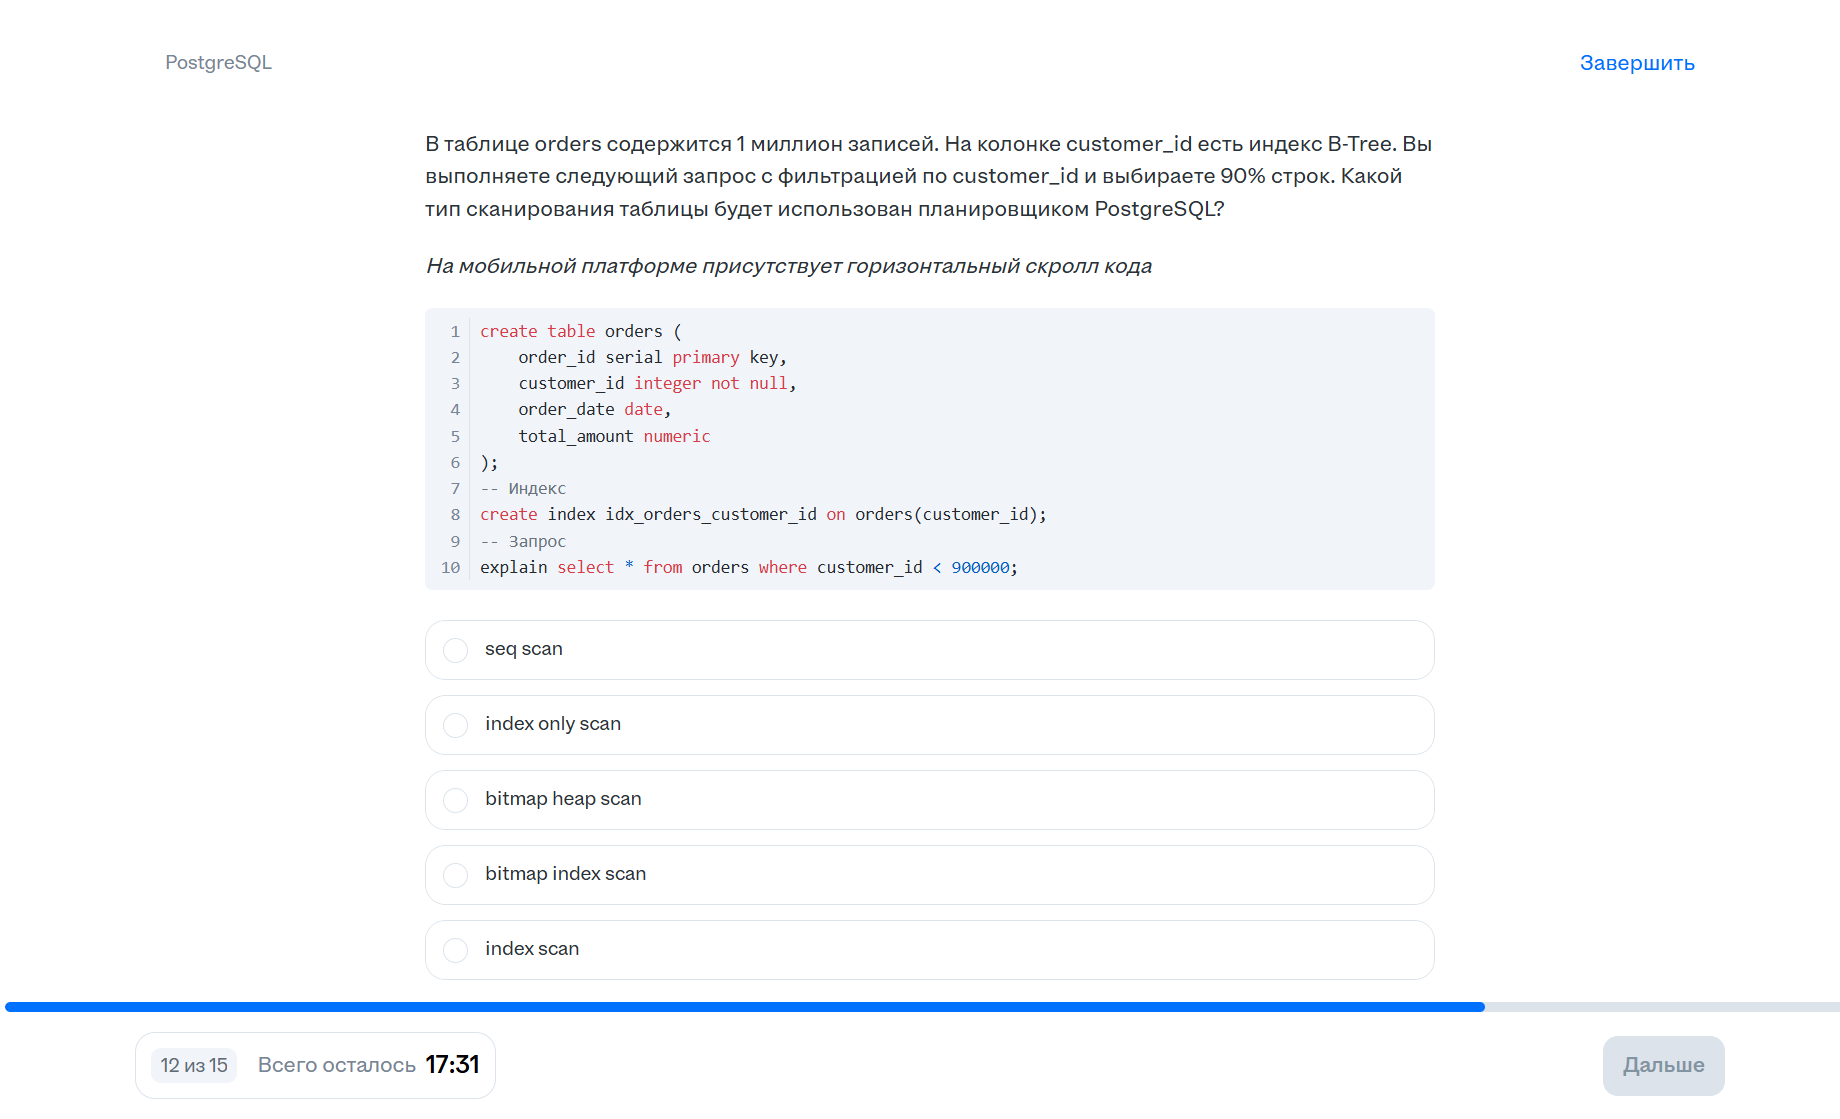 PostgreSQL
Завершить
В таблице orders содержится 1 миллион записей. На колонке customer_id есть индекс B-Tree. Вы
выполняете следующий запрос с фильтрацией по customer_id и выбираете 90% строк. Какой
тип сканирования таблицы будет использован планировщиком PostgreSQL?
На мобильной платформе присутствует горизонтальный скролл кода
1 create table orders (
2     order_id serial primary key,
3     customer_id integer not null,
4     order_date date,
5     total_amount numeric
6 );
7 -- Индекс
8 create index idx_orders_customer_id on orders(customer_id);
9 -- Запрос
10 explain select * from orders where customer_id < 900000;
seq scan
index only scan
bitmap heap scan
bitmap index scan
index scan
12 из 15 Всего осталось 17:31
Дальше